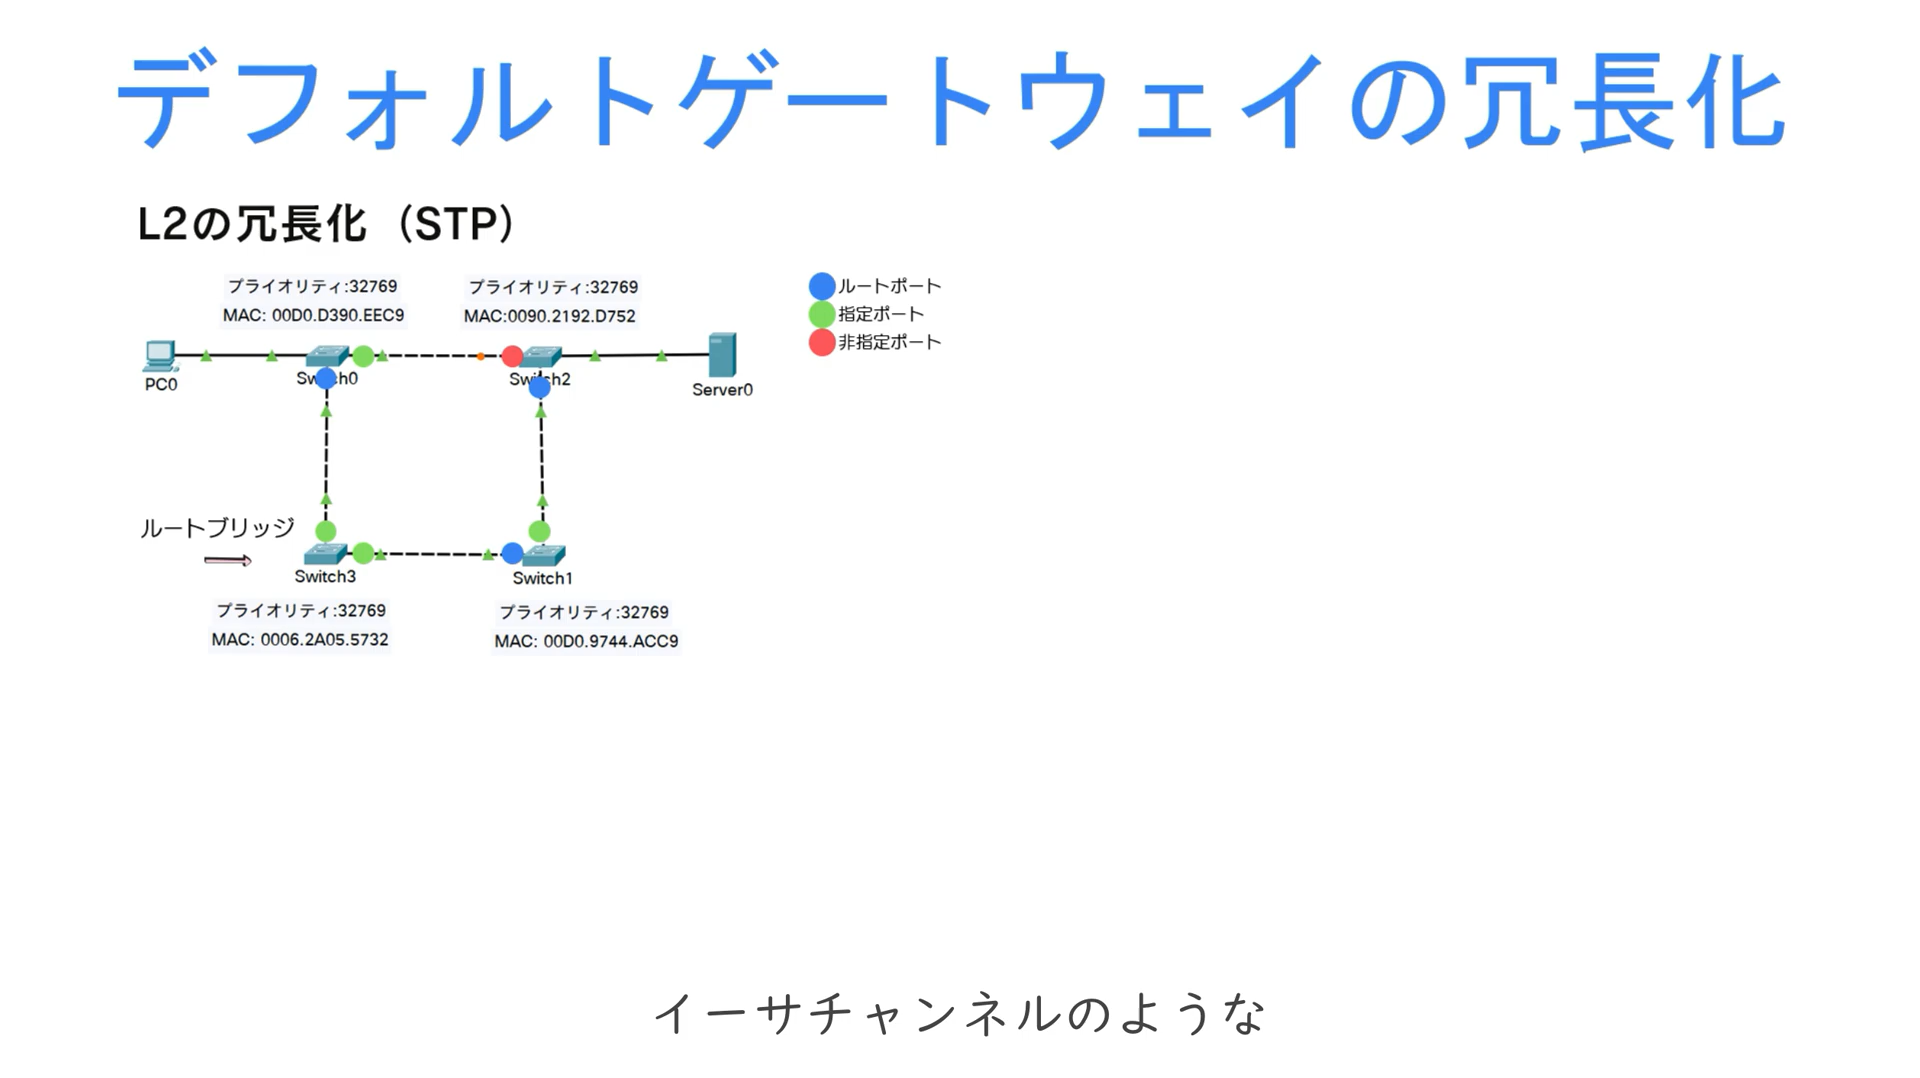 デフォルトゲートウェイの冗長化
L2の冗長化（STP）
プライオリティ:32769
MAC: 00D0.D390.EEC9
プライオリティ:32769
MAC:0090.2192.D752
ルートポート
指定ポート
非指定ポート
PC0
Switch0
Switch2
Server0
ルートブリッジ
Switch3
Switch1
プライオリティ:32769
MAC: 0006.2A05.5732
プライオリティ:32769
MAC: 00D0.9744.ACC9
イーサチャンネルのような